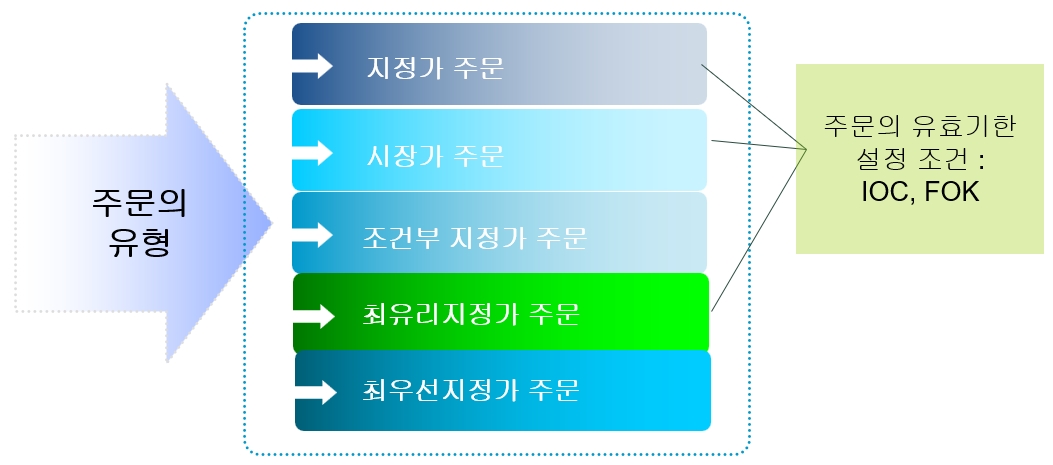 주문의
유형
지정가 주문
시장가 주문
조건부 지정가 주문
최유리지정가 주문
최우선지정가 주문
주문의 유효기한
설정 조건 :
IOC, FOK